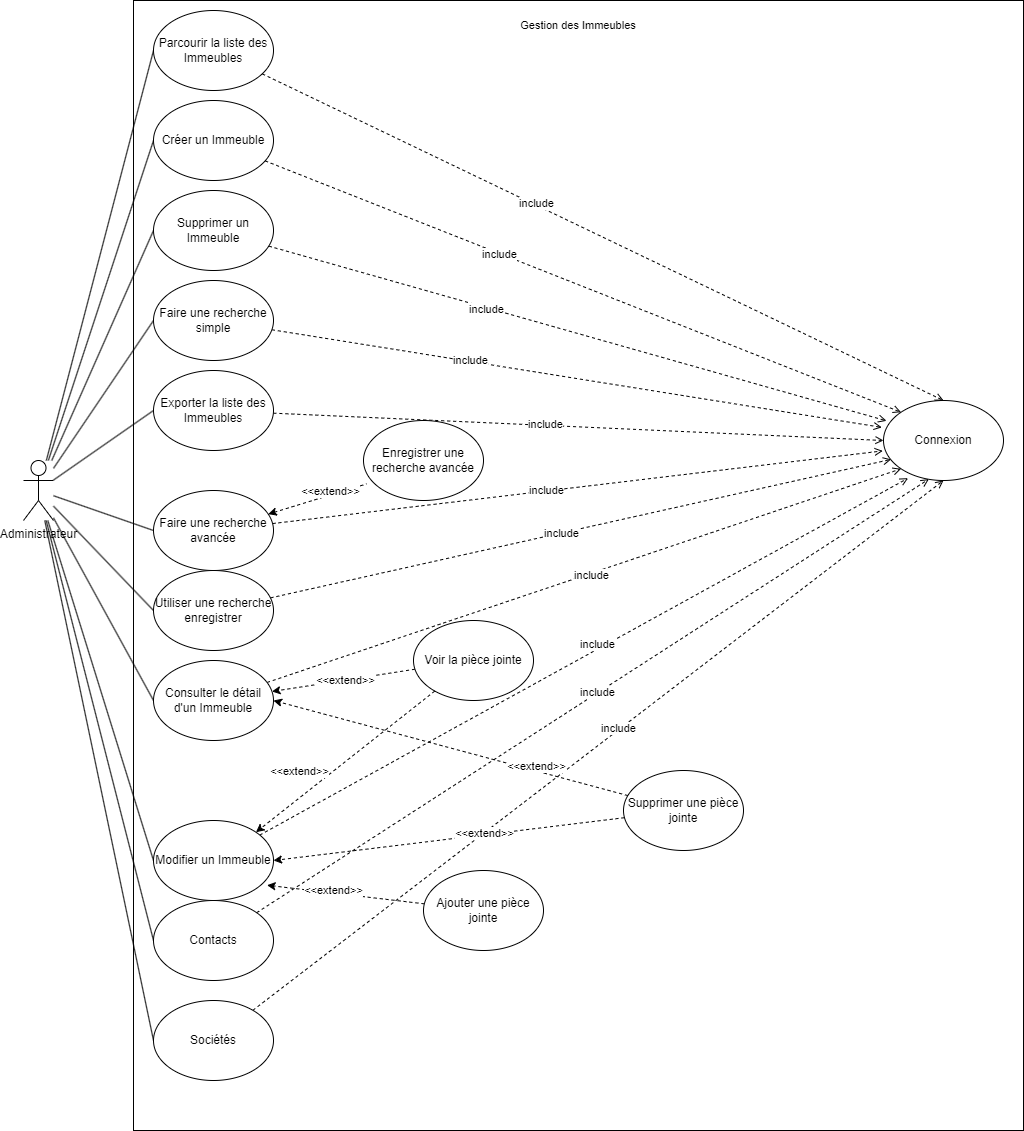 Gestion des Immeubles
Parcourir la liste des
Immeubles
Créer un Immeuble
include
Supprimer un
Immeuble
include
include
Faire une recherche
simple
include
Exporter la liste des
Immeubles
include
Connexion
Enregistrer une
recherche avancée
<<extend>>
include
Faire une recherche
avancée
Administrateur
include
include
Utiliser une recherche
enregistrer
include
Voir la pièce jointe
<<extend>>
Consulter le détail
d'un Immeuble
include
include
<<extend>>
<<extend>>
Supprimer une pièce
jointe
<<extend>>
Modifier un Immeuble
<<extend>>
Ajouter une pièce
jointe
Contacts
Sociétés